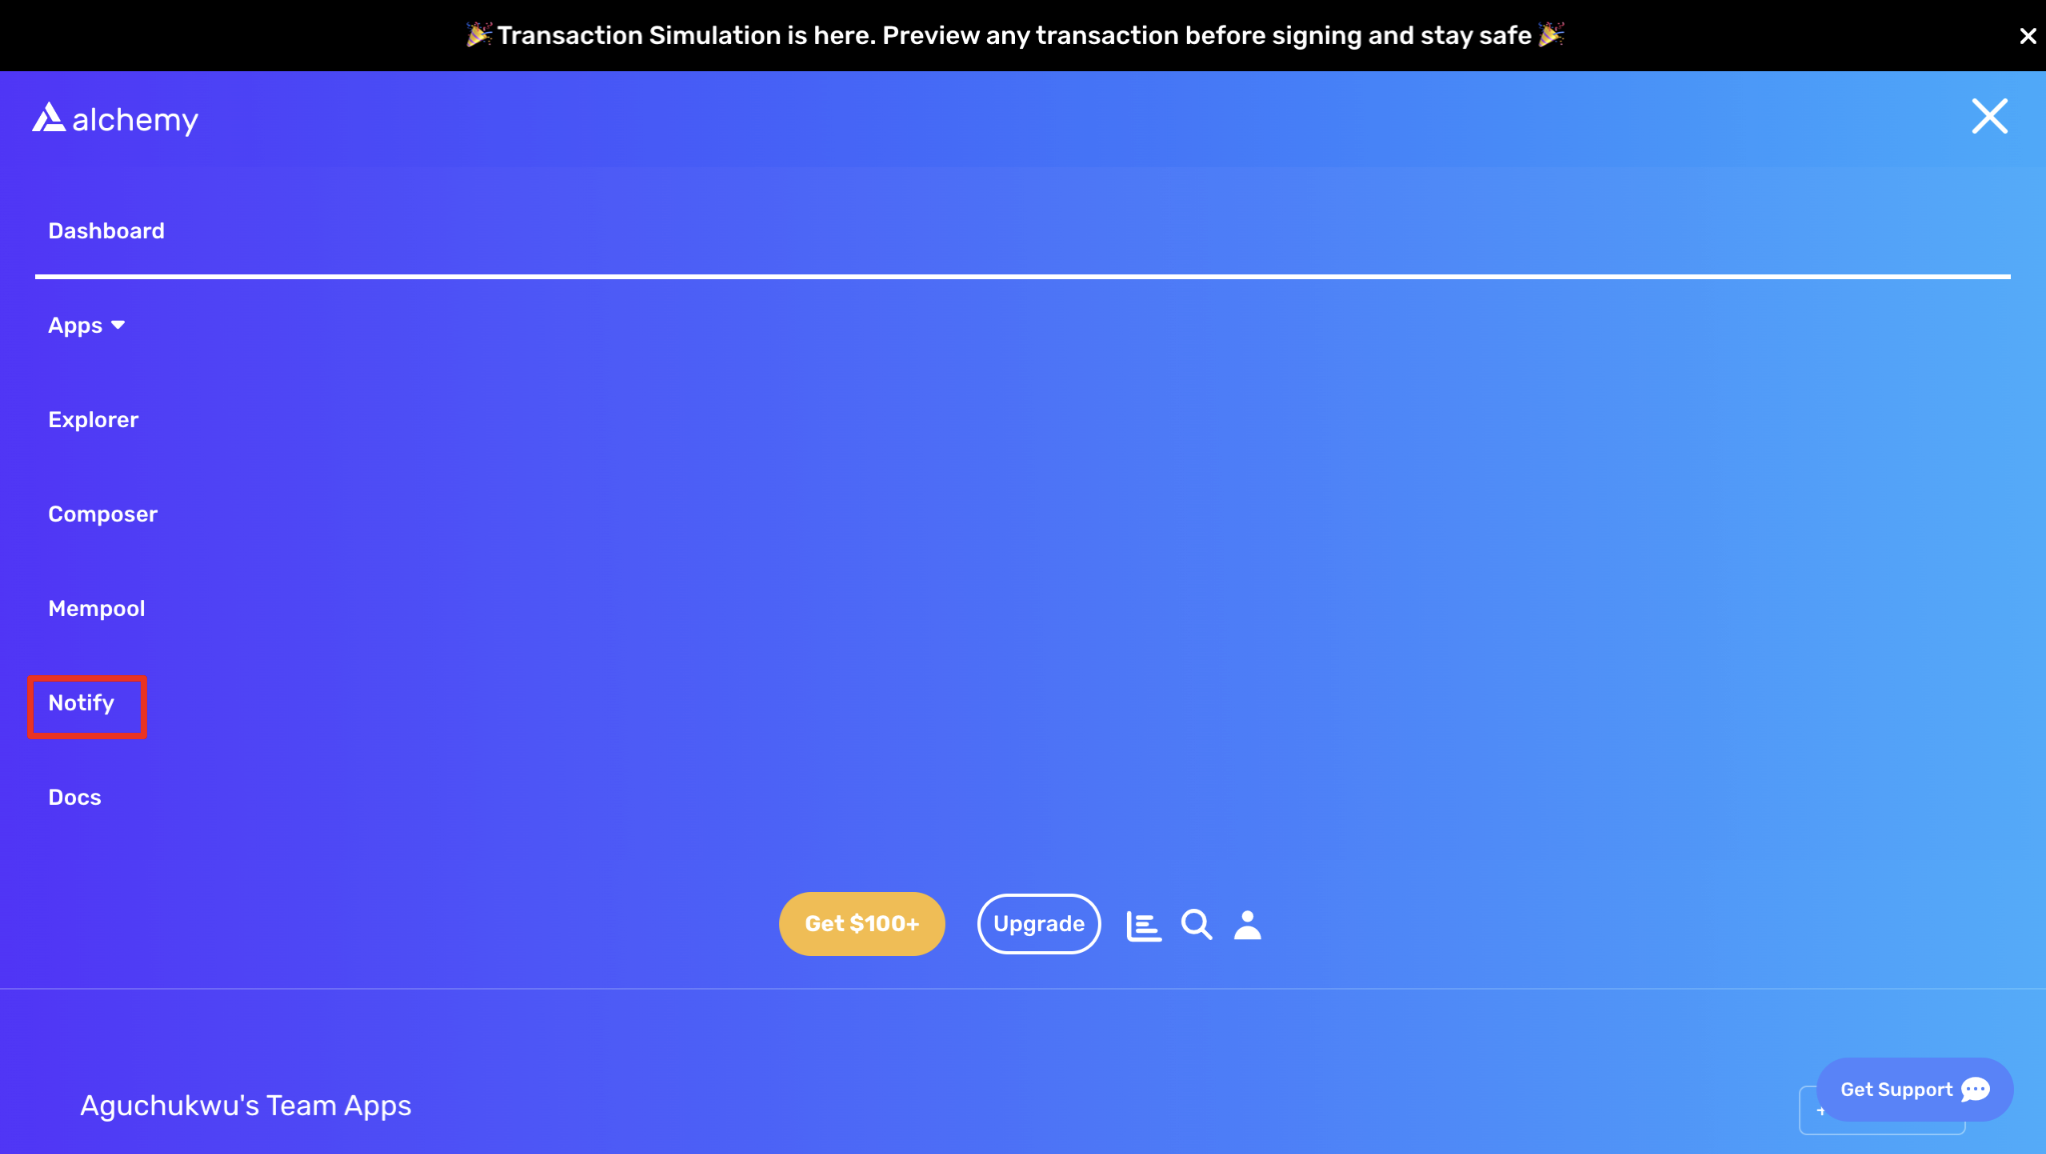 🎉Transaction Simulation is here. Preview any transaction before signing and stay safe🎉
alchemy
Dashboard
Apps
Explorer
Composer
Mempool
Notify
Docs
Get $100+
Upgrade
Aguchukwu's Team Apps
+
Get Support